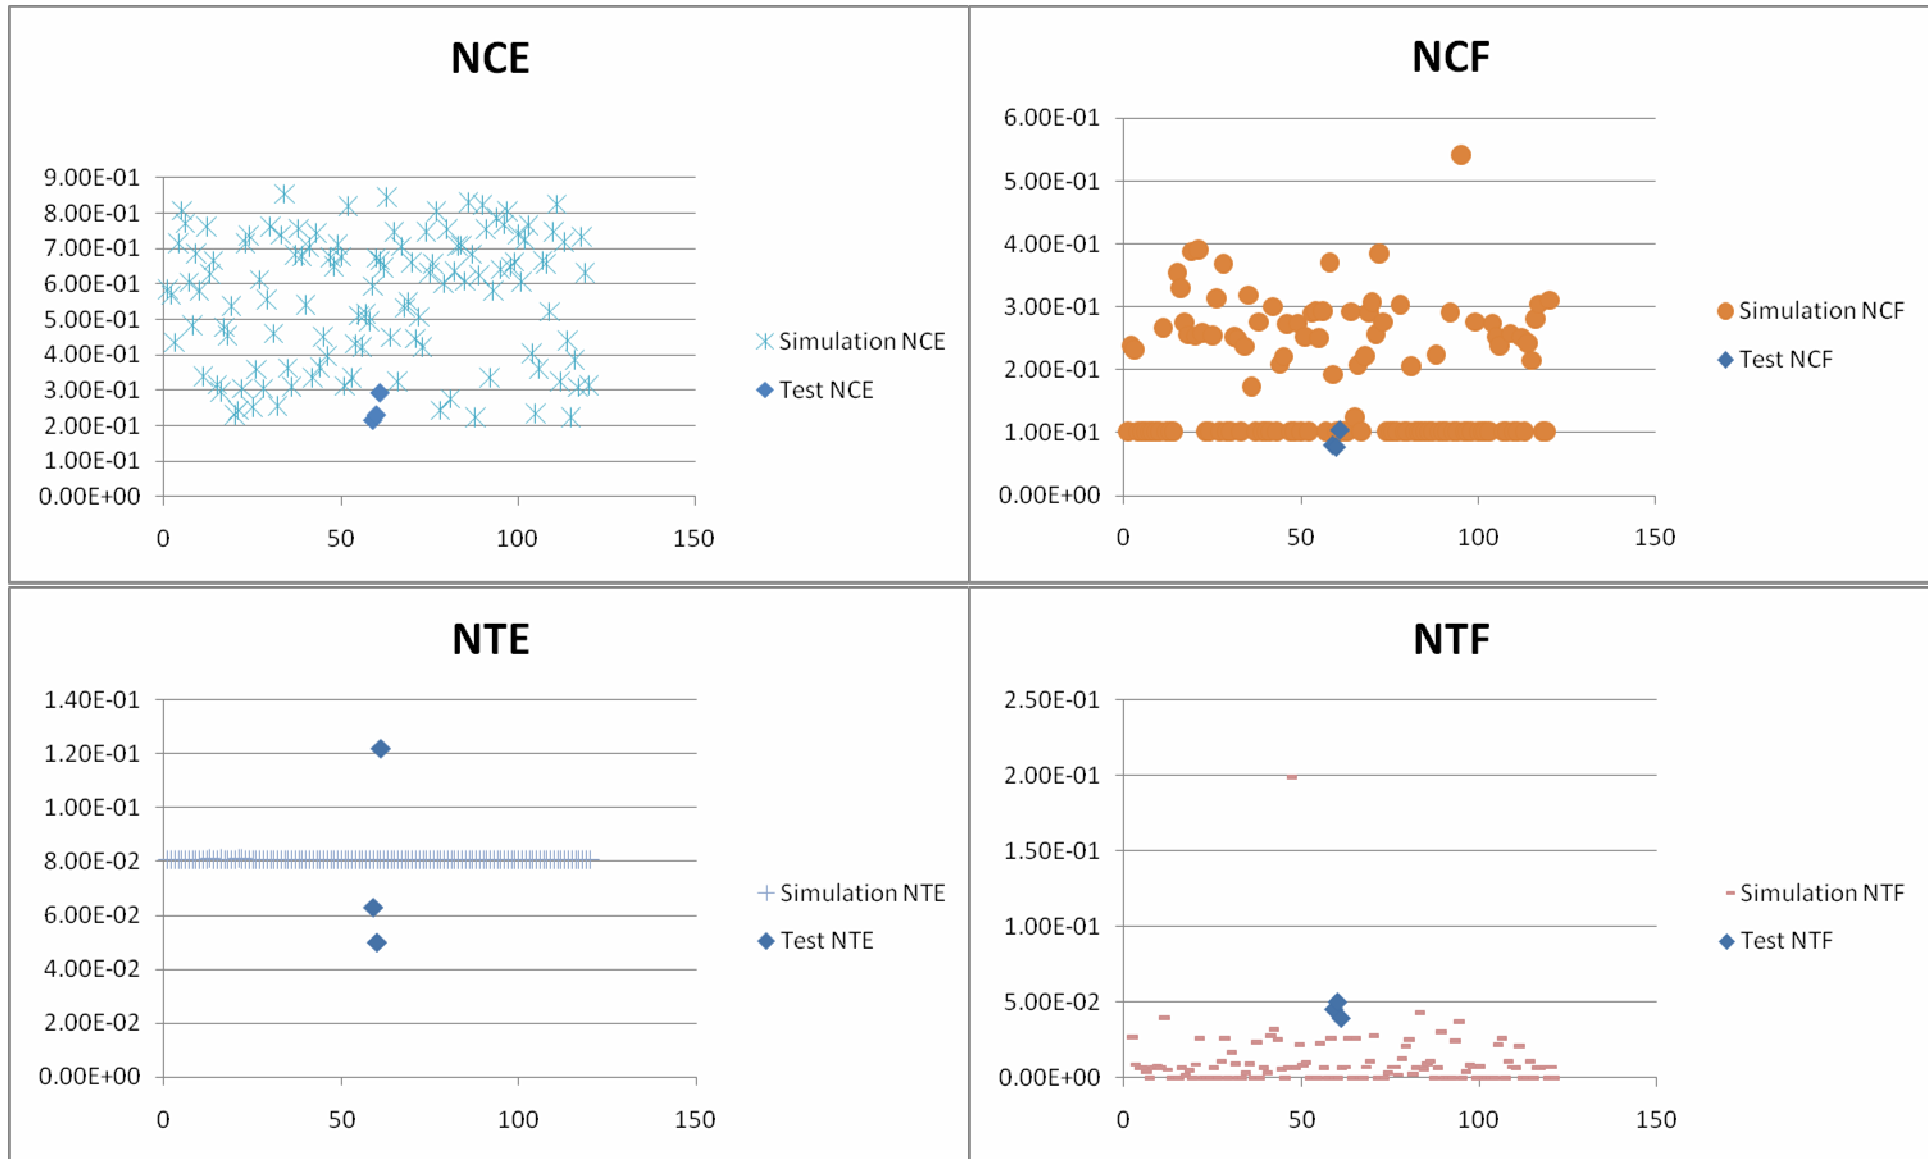 NCE
9.00E-01
8.00E-01
7.00E-01
6.00E-01
5.00E-01
4.00E-01
3.00E-01
2.00E-01
1.00E-01
0.00E+00
0 50 100 150
Simulation NCE
Test NCE
NCF
6.00E-01
5.00E-01
4.00E-01
3.00E-01
2.00E-01
1.00E-01
0.00E+00
0 50 100 150
Simulation NCF
Test NCF
NTE
1.40E-01
1.20E-01
1.00E-01
8.00E-02
6.00E-02
4.00E-02
2.00E-02
0.00E+00
0 50 100 150
Simulation NTE
Test NTE
NTF
2.50E-01
2.00E-01
1.50E-01
1.00E-01
5.00E-02
0.00E+00
0 50 100 150
Simulation NTF
Test NTF